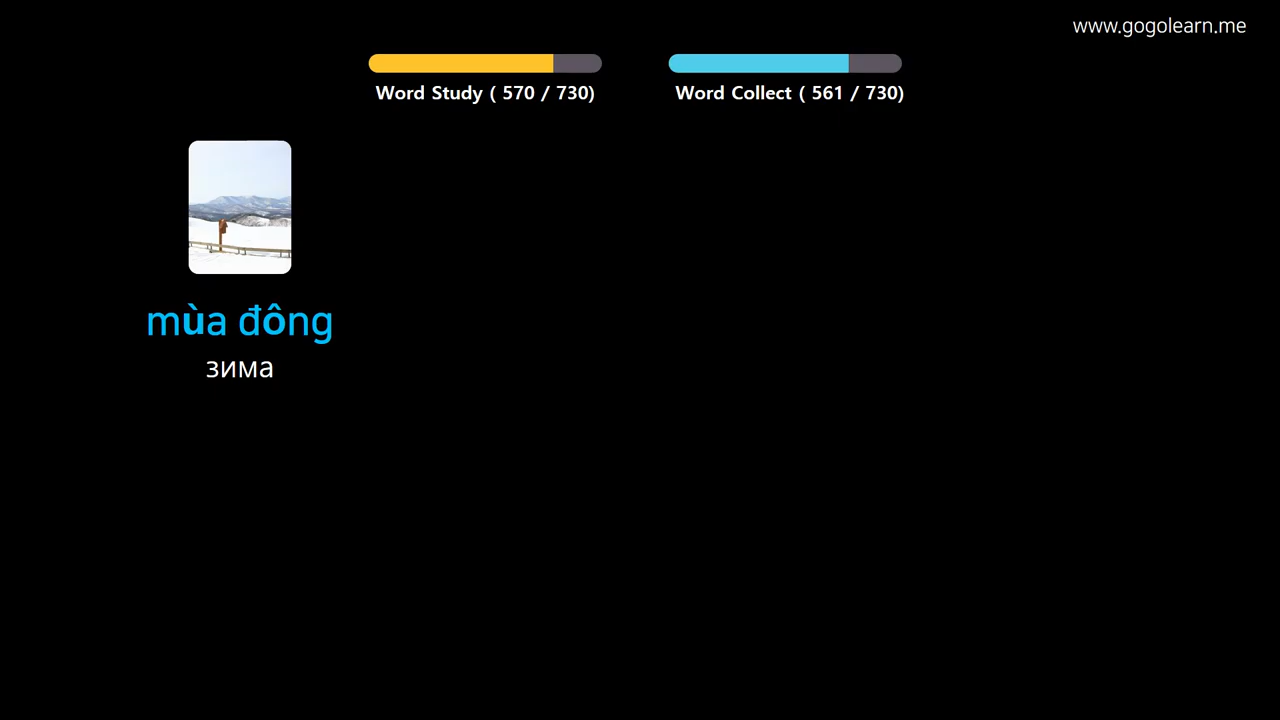 www.gogolearn.me
Word Study ( 570 / 730)
Word Collect ( 561 / 730)
mùa đông
зима